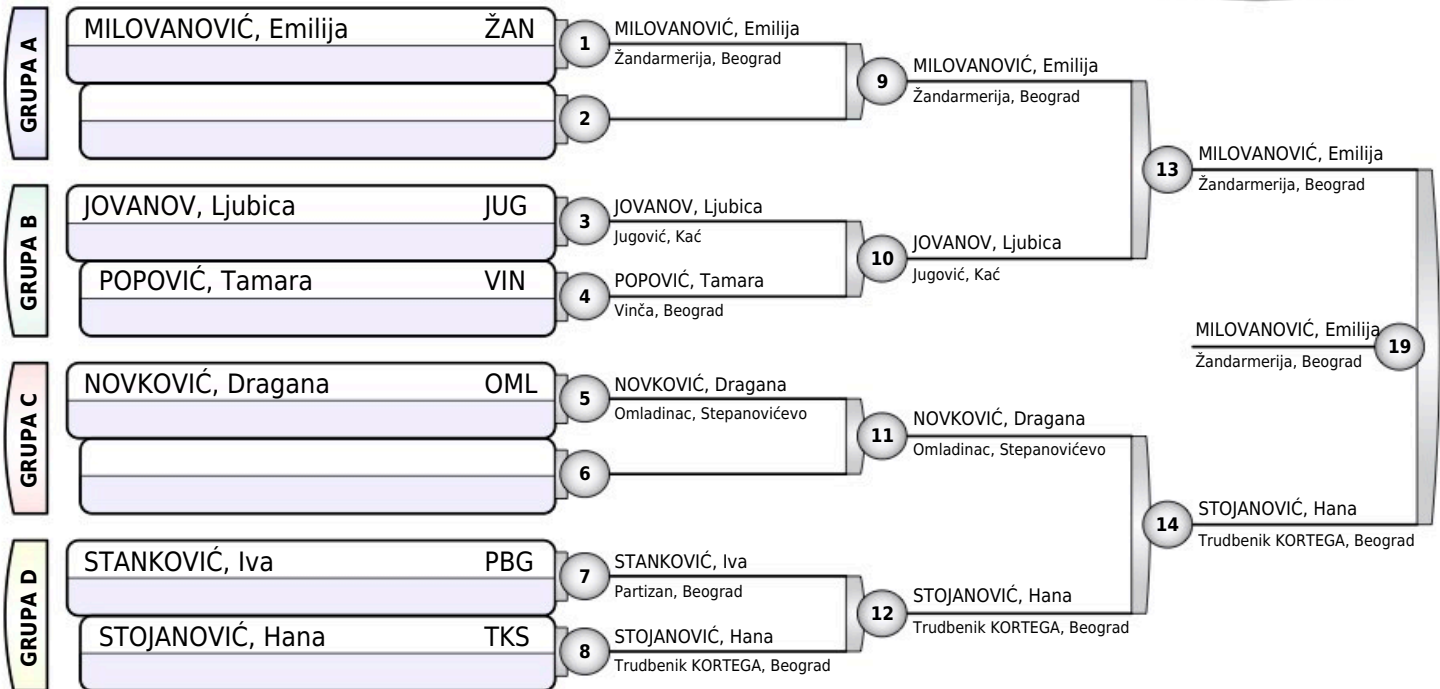 GRUPA A
MILOVANOVIĆ, Emilija ŽAN
1
MILOVANOVIĆ, Emilija
Žandarmerija, Beograd
2
9
MILOVANOVIĆ, Emilija
Žandarmerija, Beograd
GRUPA B
JOVANOV, Ljubica JUG
3
JOVANOV, Ljubica
Jugović, Kać
POPOVIĆ, Tamara VIN
4
POPOVIĆ, Tamara
Vinča, Beograd
10
JOVANOV, Ljubica
Jugović, Kać
13
MILOVANOVIĆ, Emilija
Žandarmerija, Beograd
GRUPA C
NOVKOVIĆ, Dragana OML
5
NOVKOVIĆ, Dragana
Omladinac, Stepanovićevo
6
11
NOVKOVIĆ, Dragana
Omladinac, Stepanovićevo
GRUPA D
STANKOVIĆ, Iva PBG
7
STANKOVIĆ, Iva
Partizan, Beograd
STOJANOVIĆ, Hana TKS
8
STOJANOVIĆ, Hana
Trudbenik KORTEGA, Beograd
12
STOJANOVIĆ, Hana
Trudbenik KORTEGA, Beograd
14
STOJANOVIĆ, Hana
Trudbenik KORTEGA, Beograd
MILOVANOVIĆ, Emilija
Žandarmerija, Beograd
19